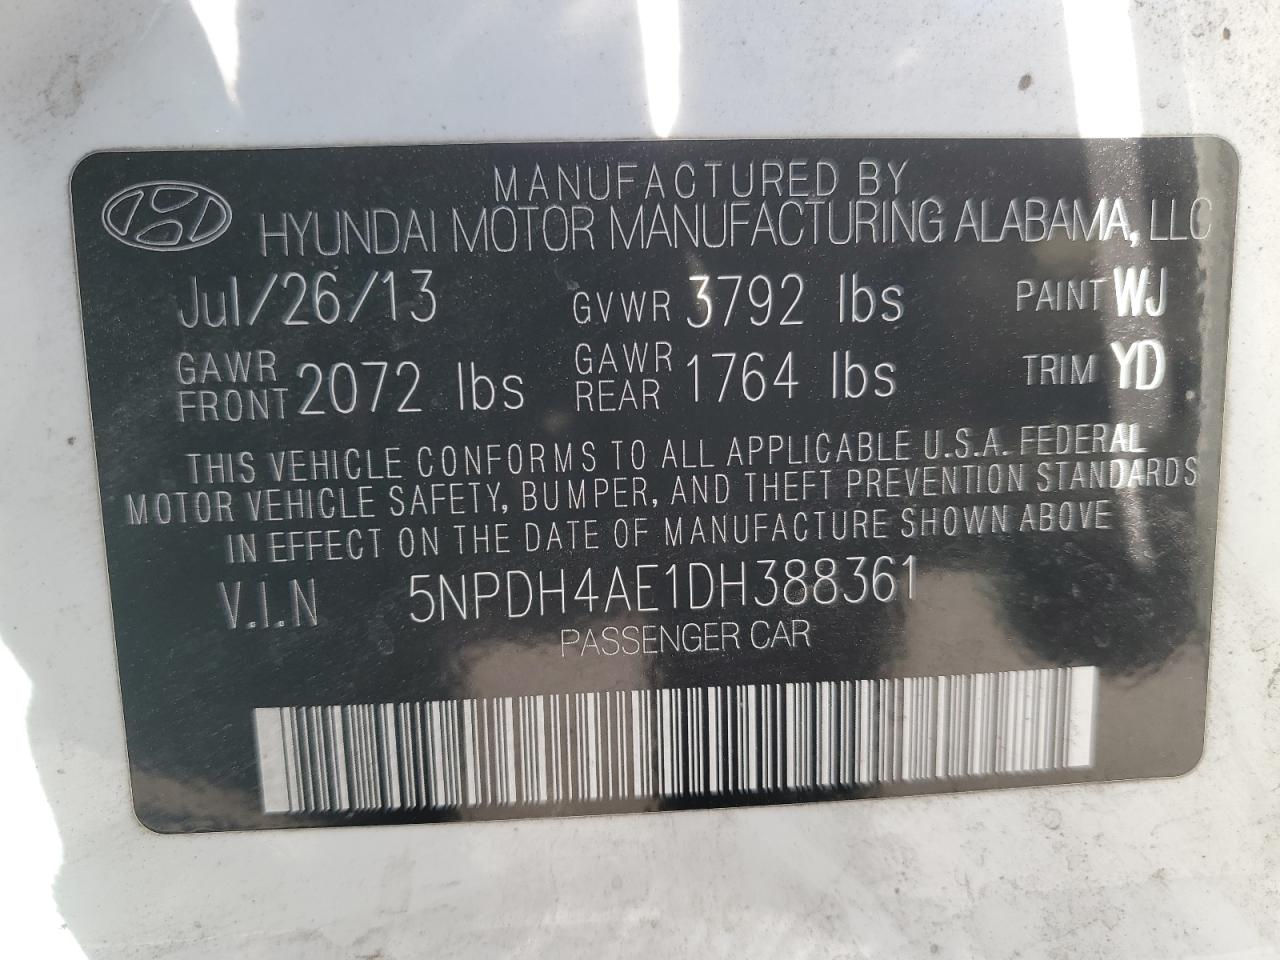 MANUFACTURED BY
HYUNDAI MOTOR MANUFACTURING ALABAMA, LLC
Jul/26/13 GVWR 3792 lbs PAINT WJ
GAWR FRONT 2072 lbs GAWR REAR 1764 lbs TRIM YD
THIS VEHICLE CONFORMS TO ALL APPLICABLE U.S.A. FEDERAL
MOTOR VEHICLE SAFETY, BUMPER, AND THEFT PREVENTION STANDARDS
IN EFFECT ON THE DATE OF MANUFACTURE SHOWN ABOVE
V.I.N 5NPDH4AE1DH388361
PASSENGER CAR